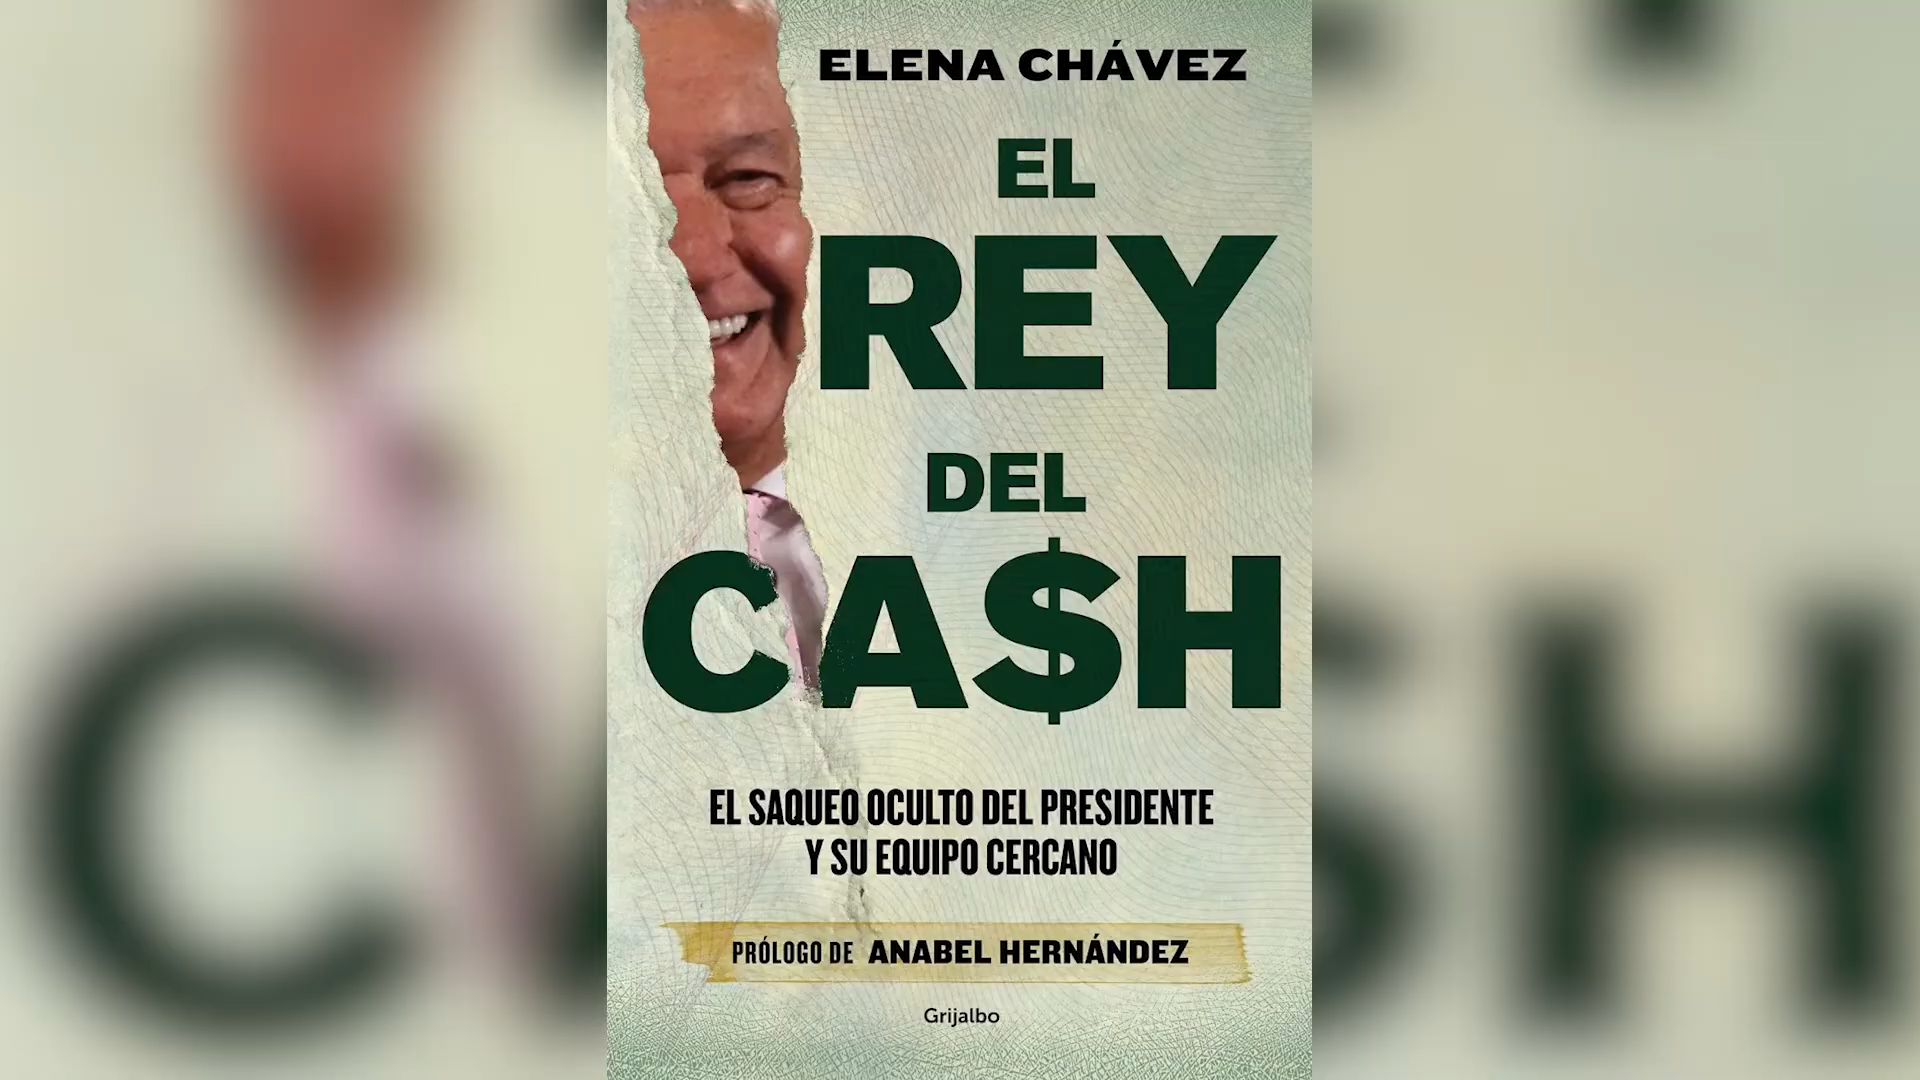 ELENA CHÁVEZ
EL
REY
DEL
CA$H
EL SAQUEO OCULTO DEL PRESIDENTE
Y SU EQUIPO CERCANO
PRÓLOGO DE ANABEL HERNÁNDEZ
Grijalbo